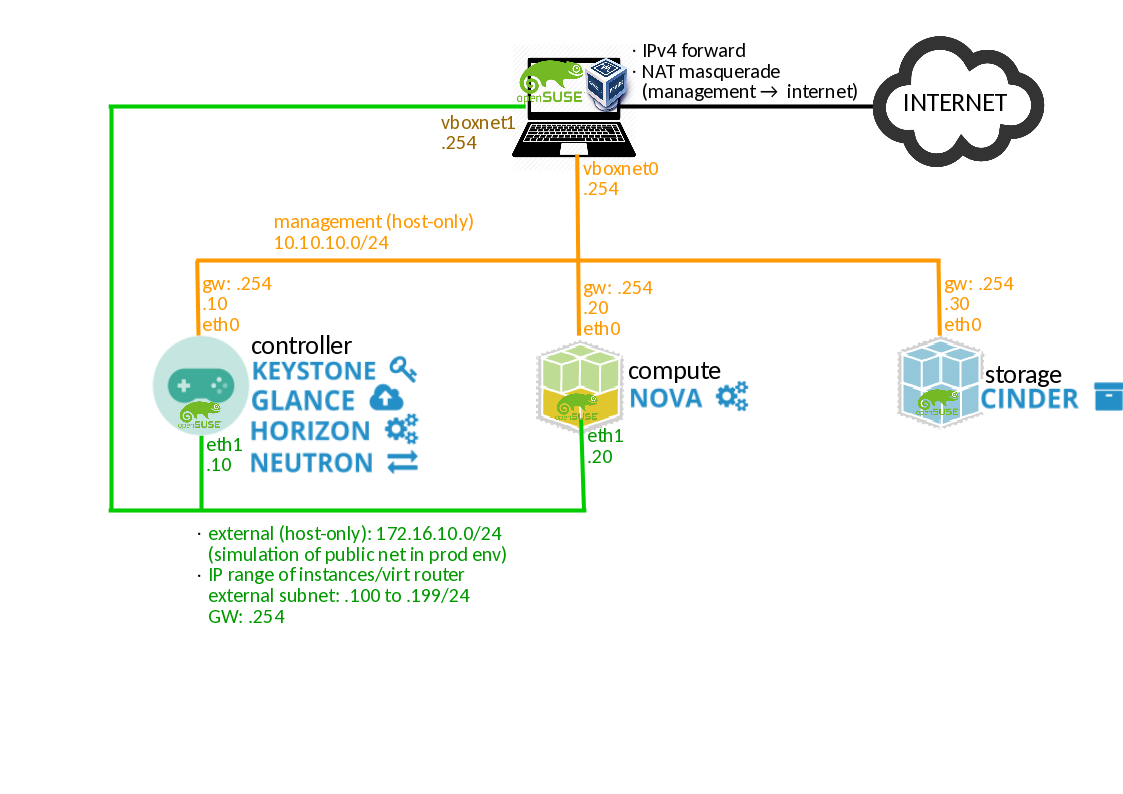 · IPv4 forward
· NAT masquerade
(management → internet)
INTERNET
openSUSE
vboxnet1
.254
vboxnet0
.254
management (host-only)
10.10.10.0/24
gw: .254
.10
eth0
gw: .254
.20
eth0
gw: .254
.30
eth0
controller
KEYSTONE
GLANCE
HORIZON
NEUTRON
openSUSE
eth1
.10
compute
NOVA
openSUSE
eth1
.20
storage
CINDER
openSUSE
· external (host-only): 172.16.10.0/24
(simulation of public net in prod env)
· IP range of instances/virt router
external subnet: .100 to .199/24
GW: .254